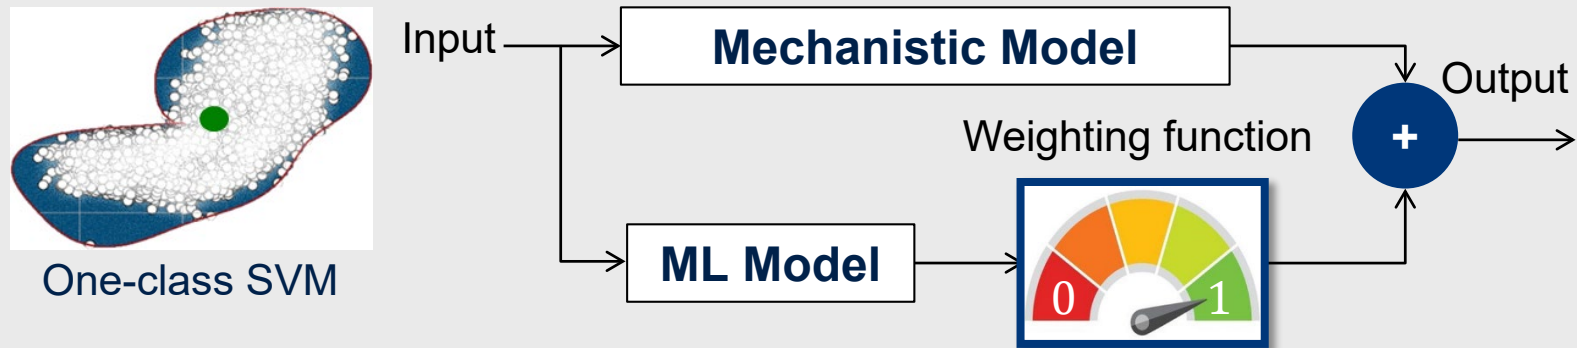 Input
Mechanistic Model
Output
Weighting function
+
ML Model
0
1
One-class SVM